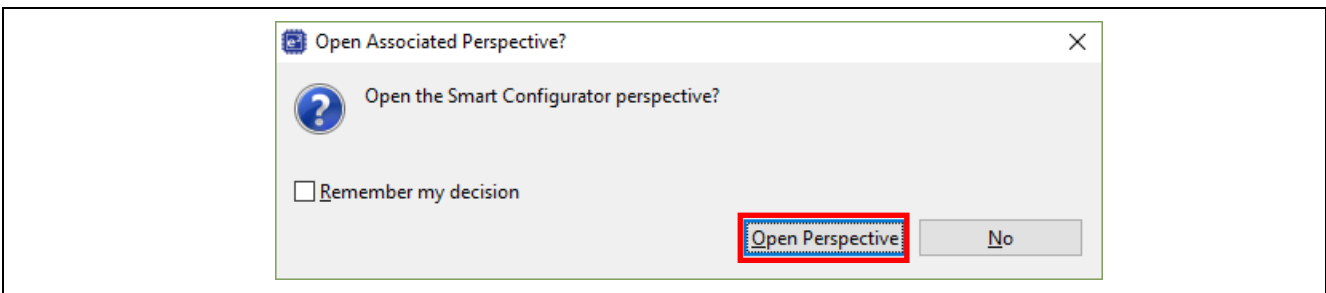 Open Associated Perspective?
Open the Smart Configurator perspective?
Remember my decision
Open Perspective No